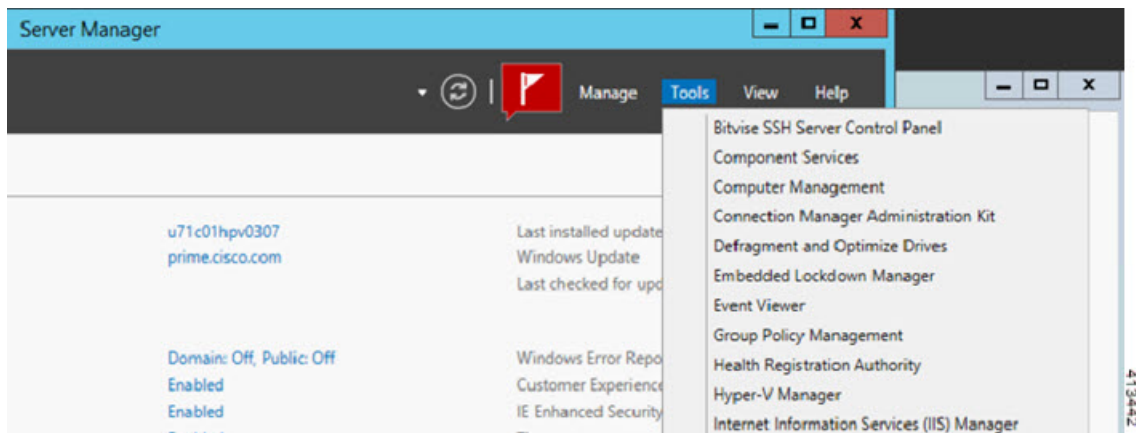 Server Manager
Manage Tools View Help
Bitvise SSH Server Control Panel
Component Services
Computer Management
Connection Manager Administration Kit
Defragment and Optimize Drives
Embedded Lockdown Manager
Event Viewer
Group Policy Management
Health Registration Authority
Hyper-V Manager
Internet Information Services (IIS) Manager
u71c01hpv0307 Last installed update
prime.cisco.com Windows Update
Last checked for upd
Domain: Off, Public: Off Windows Error Repo
Enabled Customer Experience
Enabled IE Enhanced Security
413442